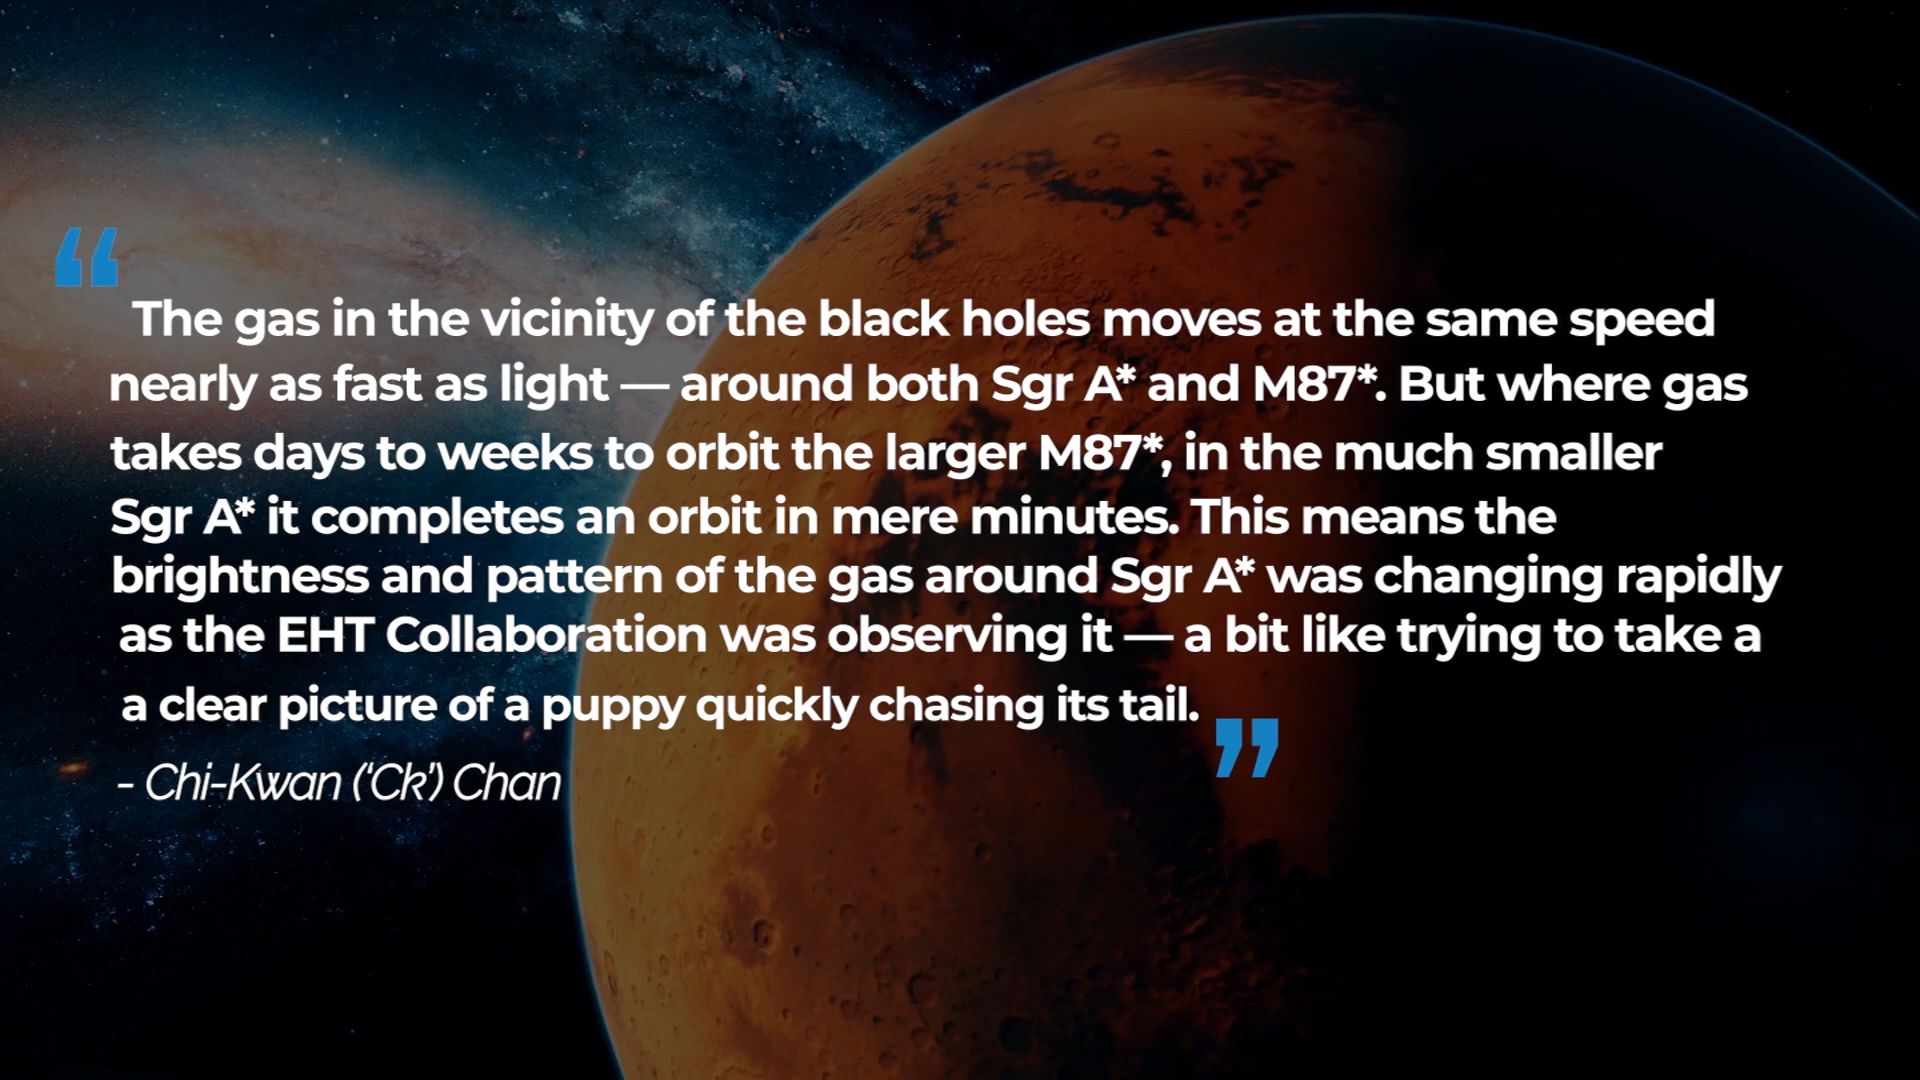 “
The gas in the vicinity of the black holes moves at the same speed
nearly as fast as light — around both Sgr A* and M87*. But where gas
takes days to weeks to orbit the larger M87*, in the much smaller
Sgr A* it completes an orbit in mere minutes. This means the
brightness and pattern of the gas around Sgr A* was changing rapidly
as the EHT Collaboration was observing it — a bit like trying to take a
a clear picture of a puppy quickly chasing its tail.
”
- Chi-Kwan (‘Ck’) Chan